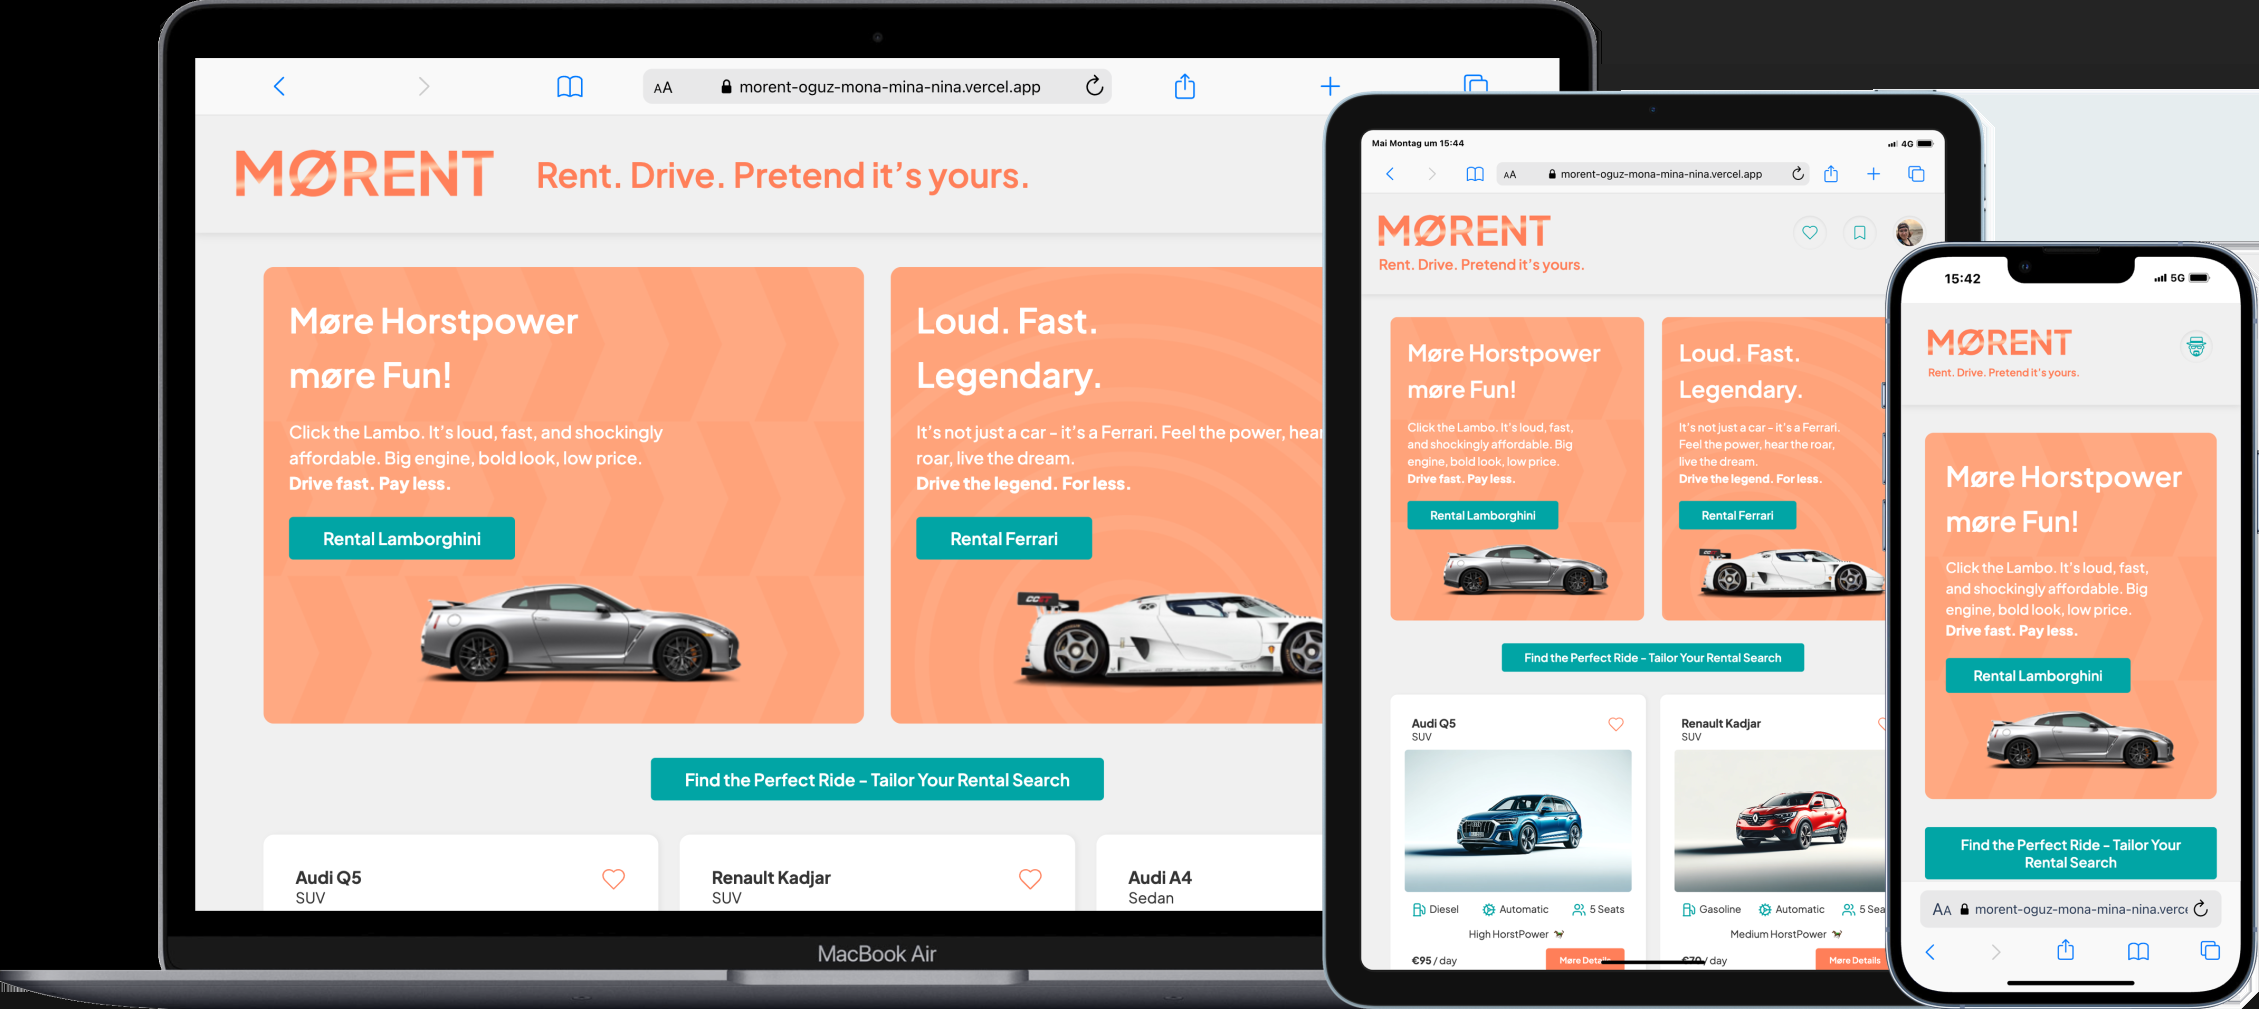 AA morent-oguz-mona-mina-nina.vercel.app
MØRENT Rent. Drive. Pretend it's yours.
Møre Horstpower
møre Fun!
Click the Lambo. It's loud, fast, and shockingly
affordable. Big engine, bold look, low price.
Drive fast. Pay less.
Rental Lamborghini
Loud. Fast.
Legendary.
It's not just a car - it's a Ferrari. Feel the power, hear
roar, live the dream.
Drive the legend. For less.
Rental Ferrari
CCGT
Find the Perfect Ride - Tailor Your Rental Search
Audi Q5
SUV
Renault Kadjar
SUV
Audi A4
Sedan
MacBook Air
Mai Montag um 15:44 4G
AA morent-oguz-mona-mina-nina.vercel.app
MØRENT
Rent. Drive. Pretend it's yours.
Møre Horstpower
møre Fun!
Click the Lambo. It's loud, fast,
and shockingly affordable. Big
engine, bold look, low price.
Drive fast. Pay less.
Rental Lamborghini
Loud. Fast.
Legendary.
It's not just a car - it's a Ferrari.
Feel the power, hear the roar,
live the dream.
Drive the legend. For less.
Rental Ferrari
Find the Perfect Ride - Tailor Your Rental Search
Audi Q5
SUV
Diesel Automatic 5 Seats
High HorstPower
€95 / day Møre Details
Renault Kadjar
SUV
Gasoline Automatic 5 Sea
Medium HorstPower
€70 / day Møre Details
15:42 5G
MØRENT
Rent. Drive. Pretend it's yours.
Møre Horstpower
møre Fun!
Click the Lambo. It's loud, fast,
and shockingly affordable. Big
engine, bold look, low price.
Drive fast. Pay less.
Rental Lamborghini
Find the Perfect Ride - Tailor Your
Rental Search
AA morent-oguz-mona-mina-nina.verce